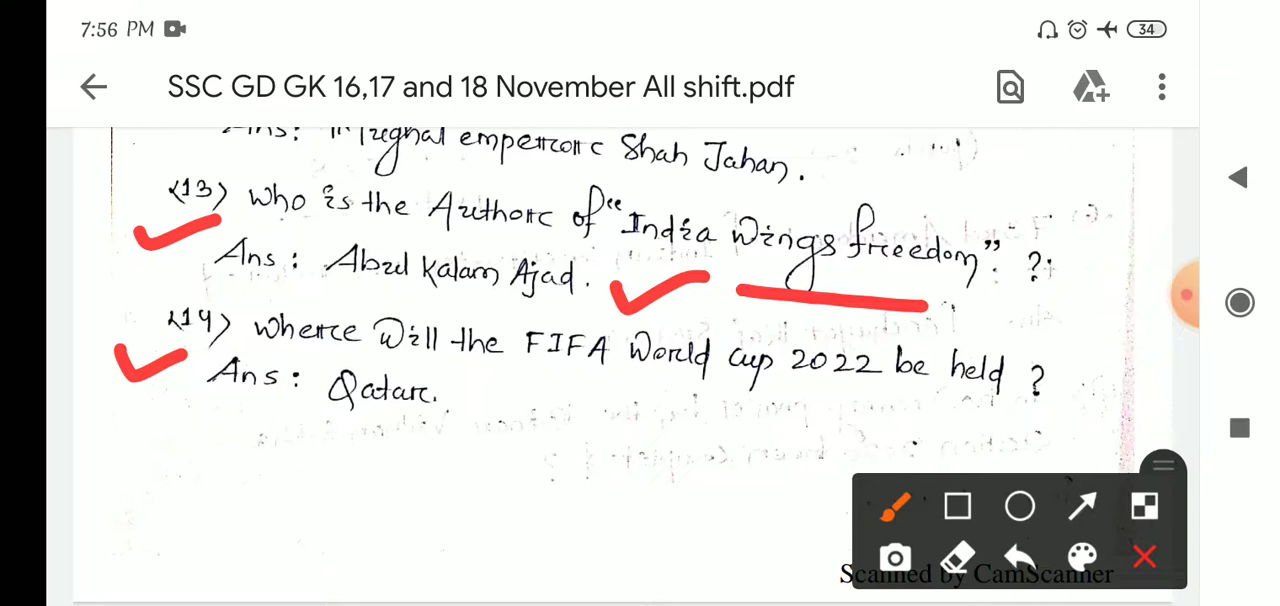 7:56 PM
34
SSC GD GK 16,17 and 18 November All shift.pdf
Ans: Mughal emperor Shah Jahan.
(13) Who is the Author of "India Wings freedom". ?
Ans: Abul Kalam Ajad.
(14) Where Will the FIFA World cup 2022 be held ?
Ans: Qatar.
Scanned by CamScanner